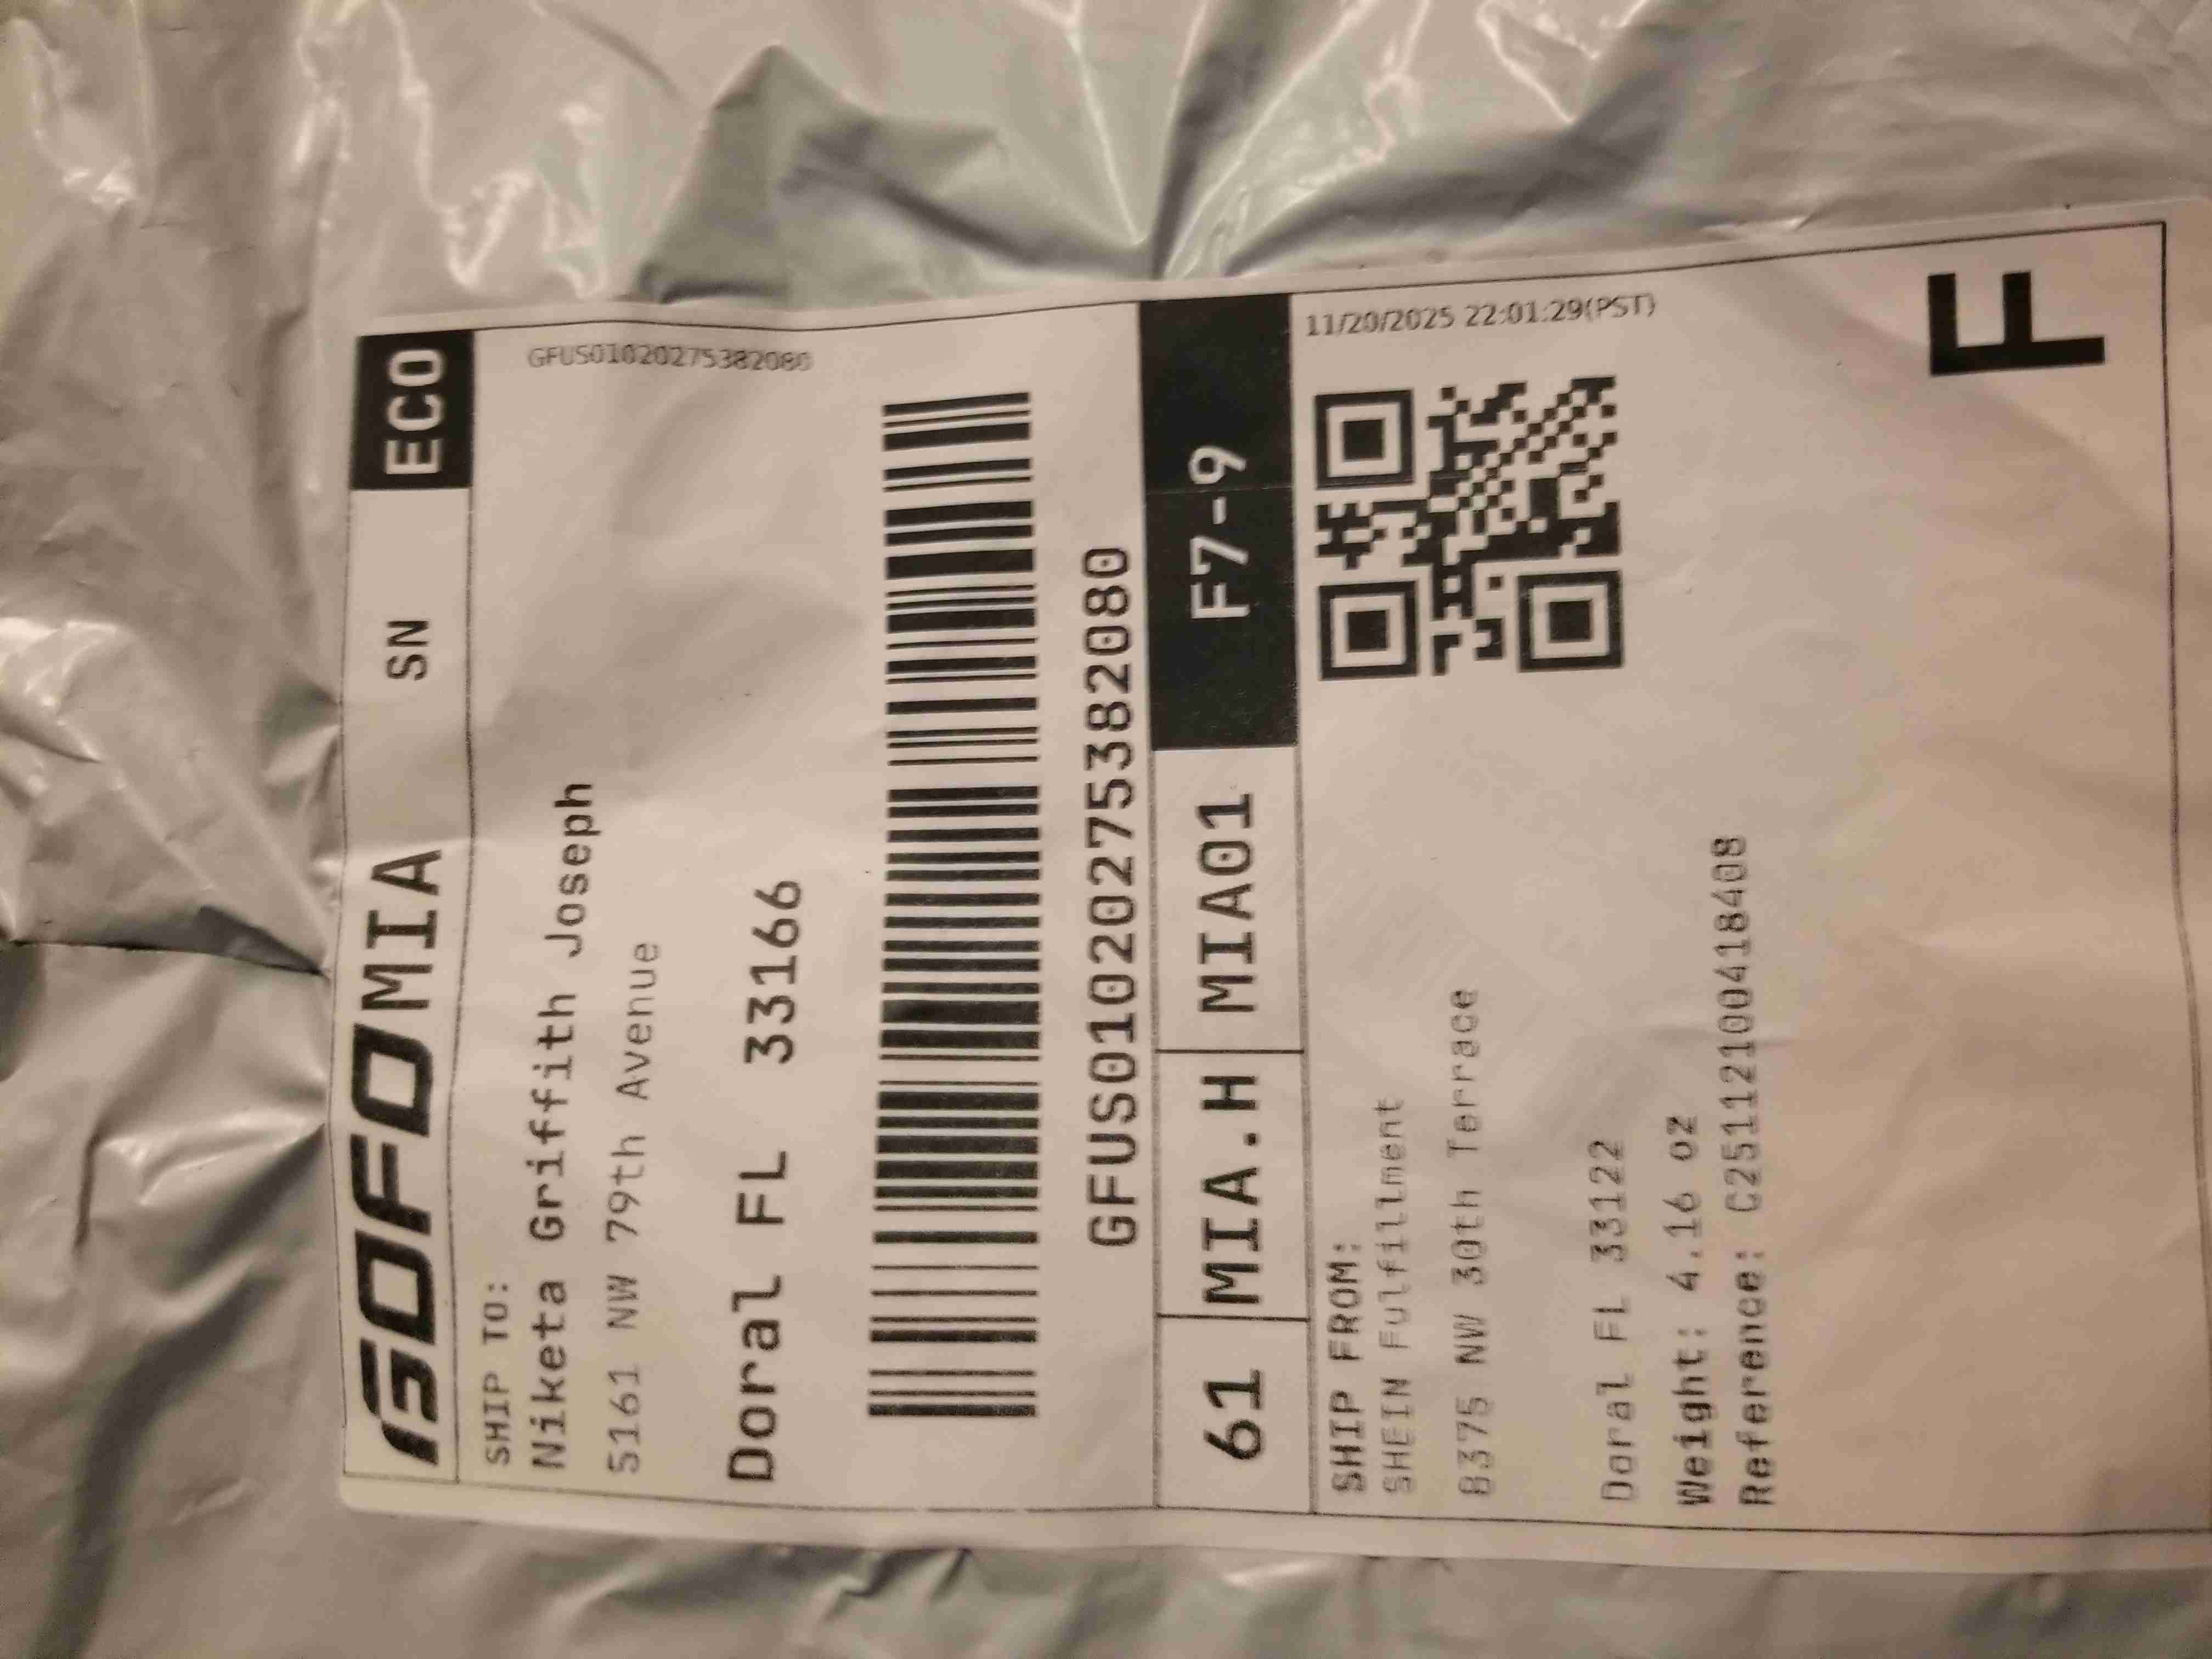 GOFO MIA SN ECO
GFUS01020275382080
SHIP TO:
Niketa Griffith Joseph
5161 NW 79th Avenue
Doral FL 33166
GFUS01020275382080
61 MIA.H MIA01 F7-9
11/20/2025 22:01:29(PST)
SHIP FROM:
SHEIN Fulfillment
8375 NW 30th Terrace
Doral FL 33122
Weight: 4.16 oz
Reference: C25112100418408
F